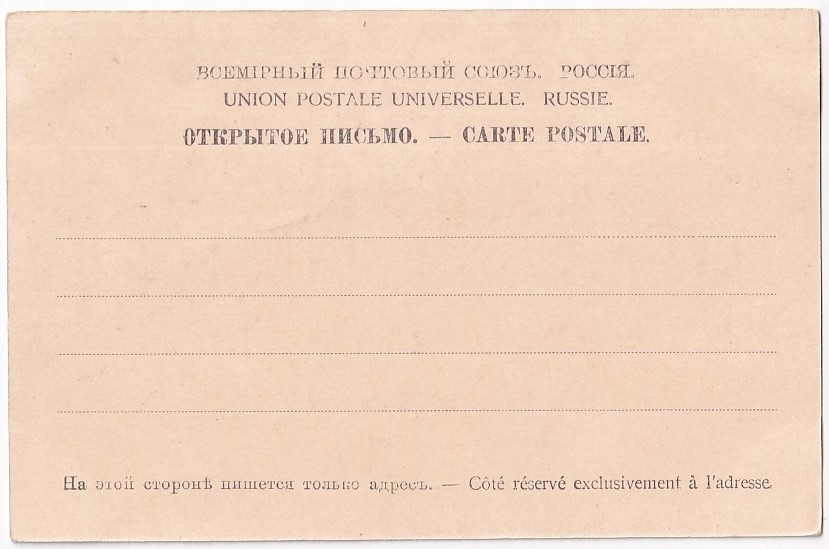 ВСЕМІРНЫЙ ПОЧТОВЫЙ СОЮЗЪ. РОССІЯ.
UNION POSTALE UNIVERSELLE. RUSSIE.
ОТКРЫТОЕ ПИСЬМО. — CARTE POSTALE.
На этой сторонѣ пишется только адресъ. — Côté réservé exclusivement à l'adresse.